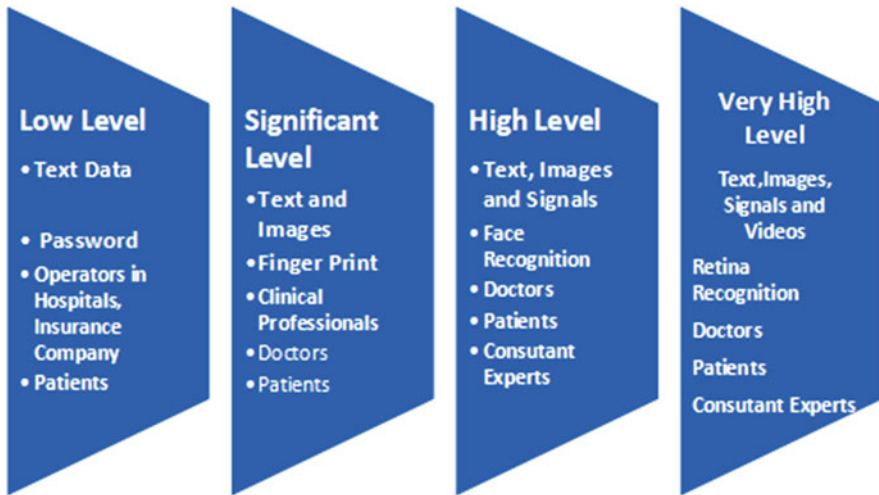 Low Level
• Text Data
• Password
• Operators in
Hospitals,
Insurance
Company
• Patients
Significant
Level
• Text and
Images
• Finger Print
• Clinical
Professionals
• Doctors
• Patients
High Level
• Text, Images
and Signals
• Face
Recognition
• Doctors
• Patients
• Consutant
Experts
Very High
Level
Text,Images,
Signals and
Videos
Retina
Recognition
Doctors
Patients
Consutant Experts